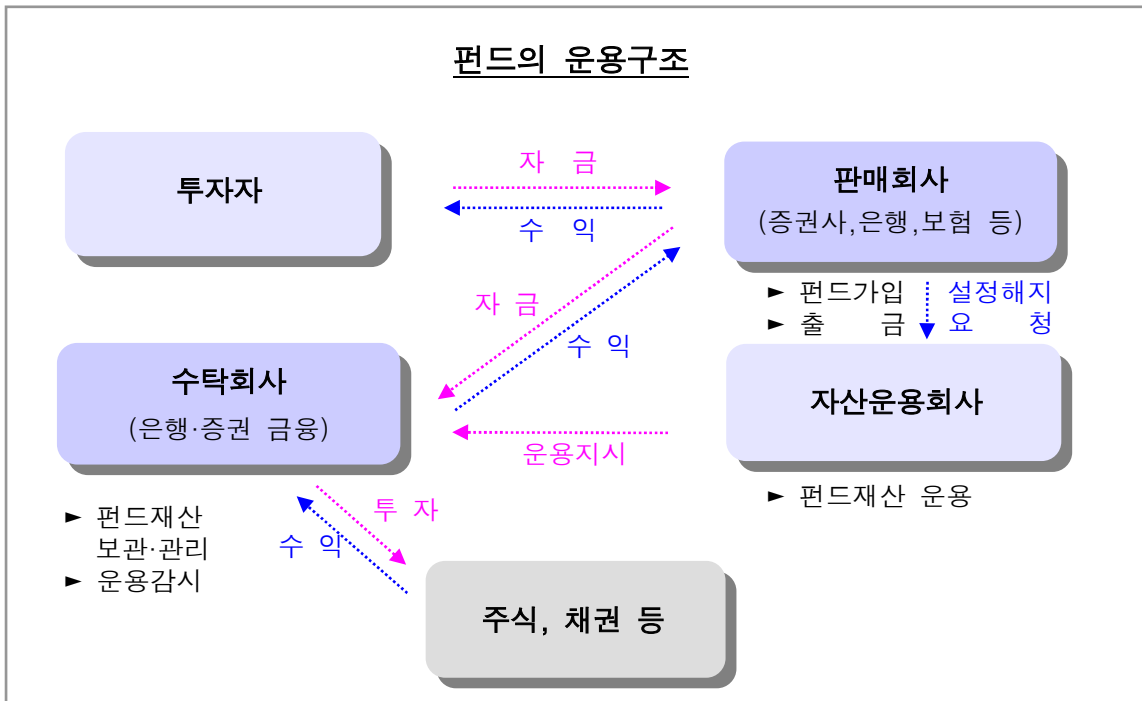 펀드의 운용구조
투자자
자 금
수 익
판매회사
(증권사,은행,보험 등)
► 펀드가입
► 출 금
설정해지
요 청
자 금
수 익
수탁회사
(은행·증권 금융)
운용지시
자산운용회사
► 펀드재산 운용
► 펀드재산
보관·관리
► 운용감시
투 자
수 익
주식, 채권 등